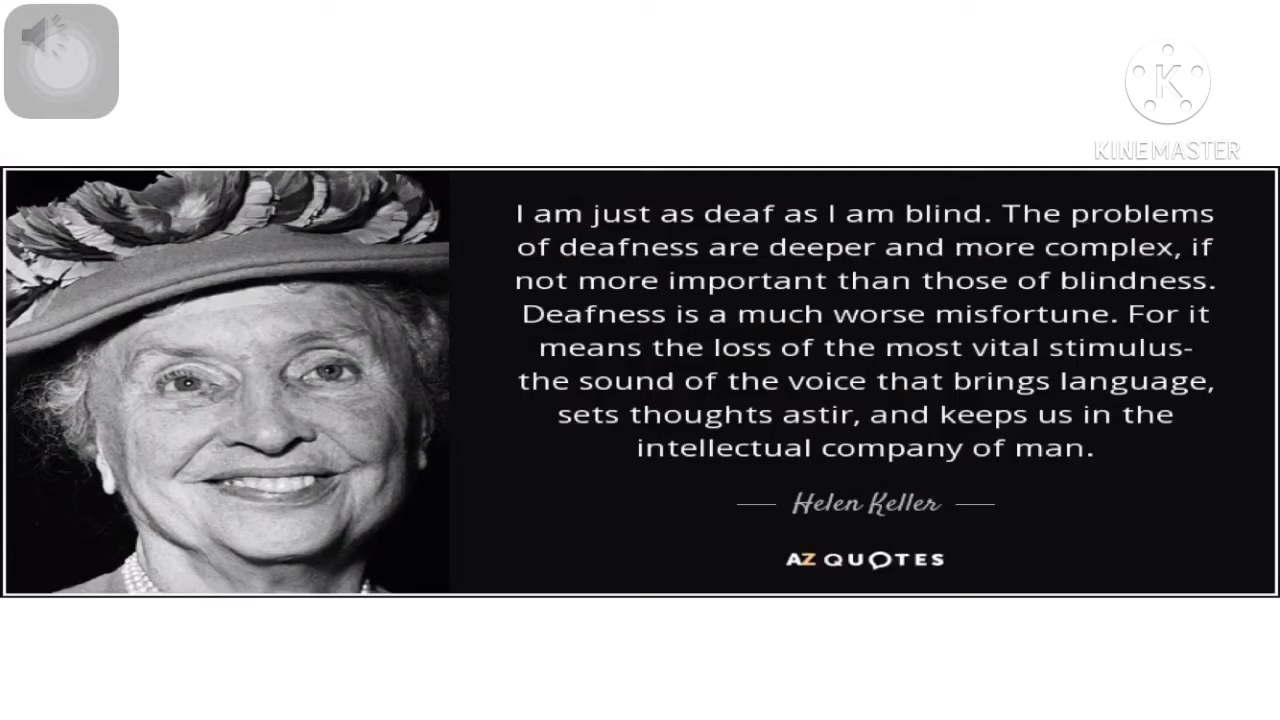 K
KINEMASTER
I am just as deaf as I am blind. The problems
of deafness are deeper and more complex, if
not more important than those of blindness.
Deafness is a much worse misfortune. For it
means the loss of the most vital stimulus-
the sound of the voice that brings language,
sets thoughts astir, and keeps us in the
intellectual company of man.
Helen Keller
AZ QUOTES